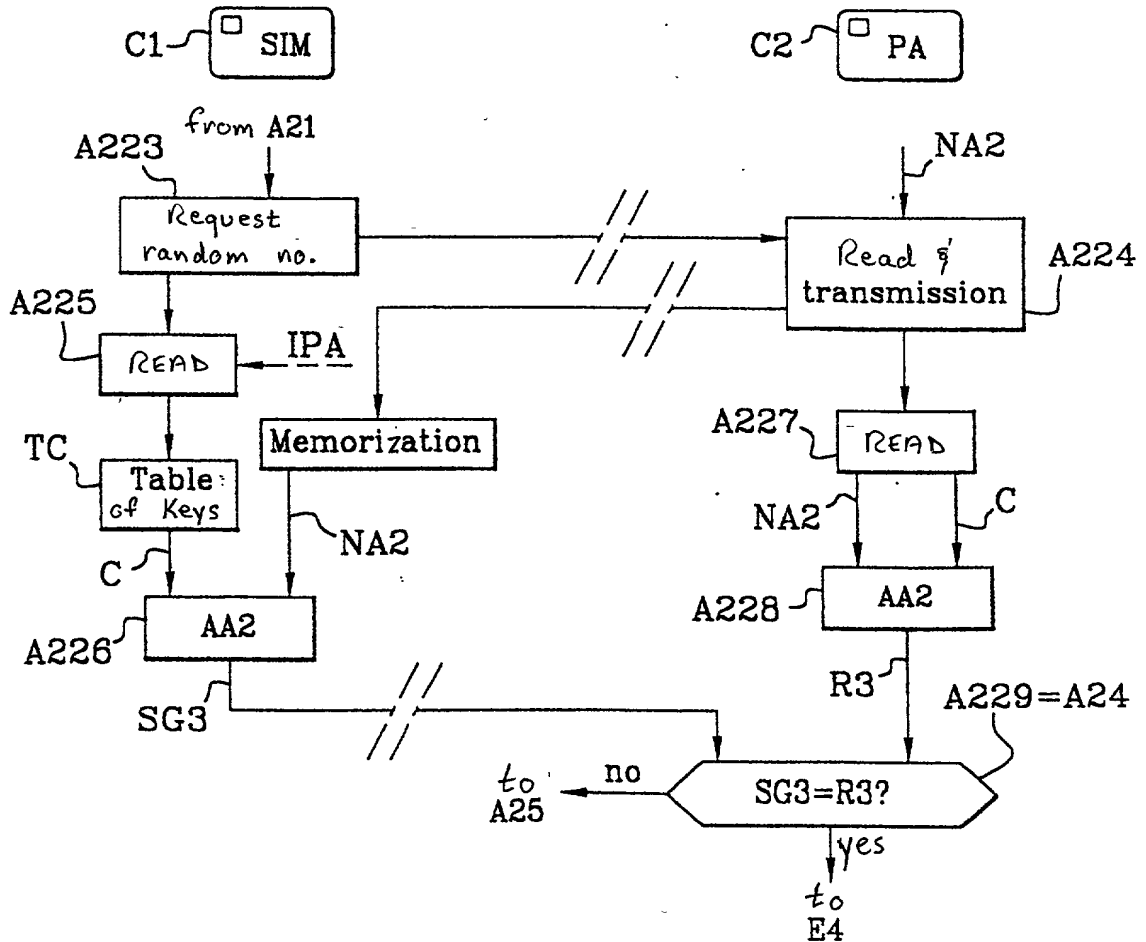 C1
SIM
C2
PA
from A21
A223
NA2
Request
random no.
Read &
transmission
A224
A225
READ
IPA
A227
READ
Memorization
TC
Table
of Keys
NA2
C
C
NA2
A228
AA2
AA2
A226
R3
A229=A24
SG3
to
A25
no
SG3=R3?
yes
to
E4